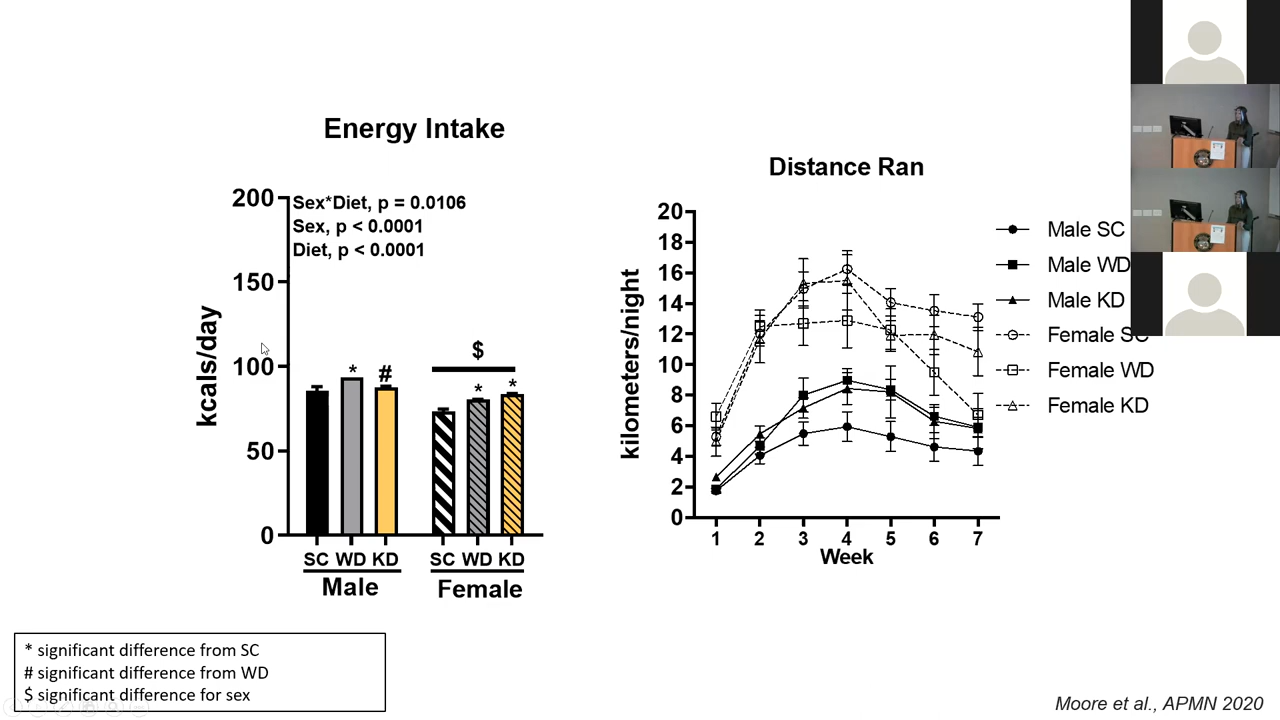 Energy Intake
200
150
100
50
0
kcals/day
Sex*Diet, p = 0.0106
Sex, p < 0.0001
Diet, p < 0.0001
*
#
$
*
*
SC WD KD
SC WD KD
Male
Female
Distance Ran
20
18
16
14
12
10
8
6
4
2
0
kilometers/night
1 2 3 4 5 6 7
Week
Male SC
Male WD
Male KD
Female SC
Female WD
Female KD
* significant difference from SC
# significant difference from WD
$ significant difference for sex
Moore et al., APMN 2020